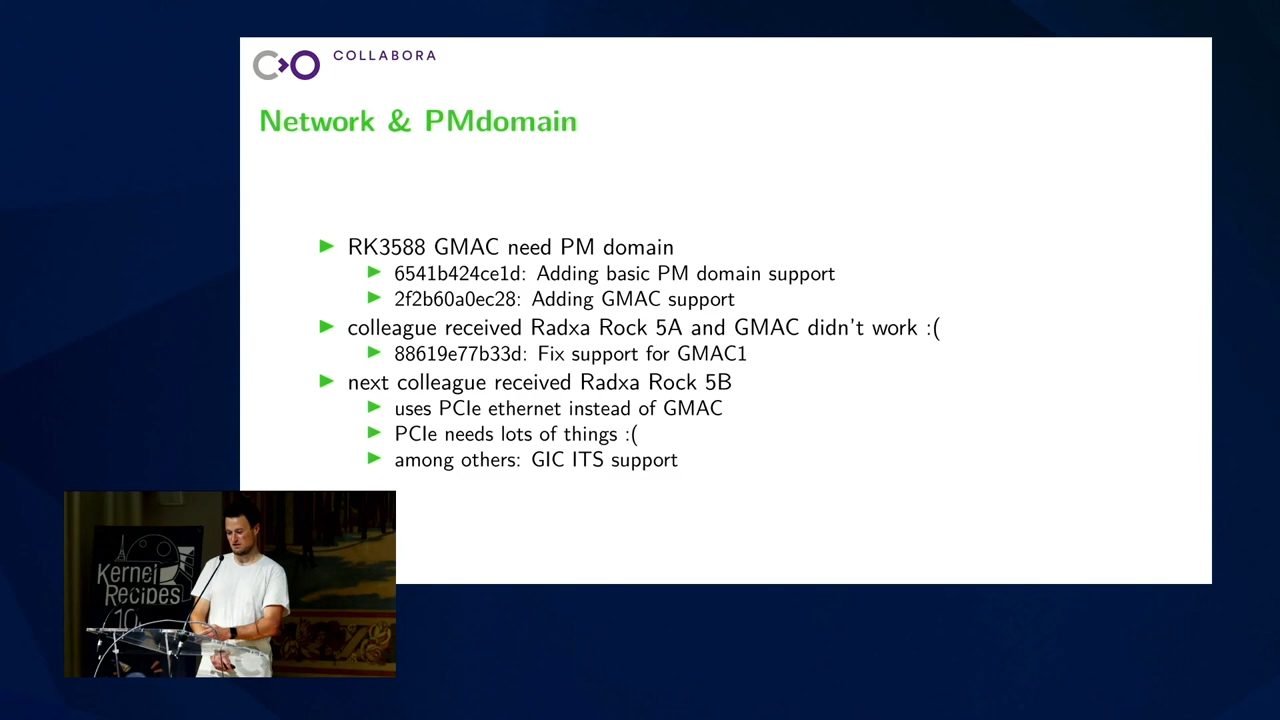 COLLABORA
Network & PMdomain
RK3588 GMAC need PM domain
6541b424ce1d: Adding basic PM domain support
2f2b60a0ec28: Adding GMAC support
colleague received Radxa Rock 5A and GMAC didn't work :(
88619e77b33d: Fix support for GMAC1
next colleague received Radxa Rock 5B
uses PCIe ethernet instead of GMAC
PCIe needs lots of things :(
among others: GIC ITS support
Kernel
Recipes
10